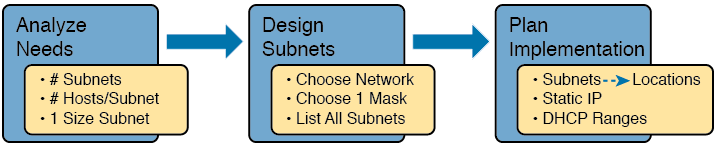 Analyze
Needs
• # Subnets
• # Hosts/Subnet
• 1 Size Subnet
Design
Subnets
• Choose Network
• Choose 1 Mask
• List All Subnets
Plan
Implementation
• Subnets Locations
• Static IP
• DHCP Ranges